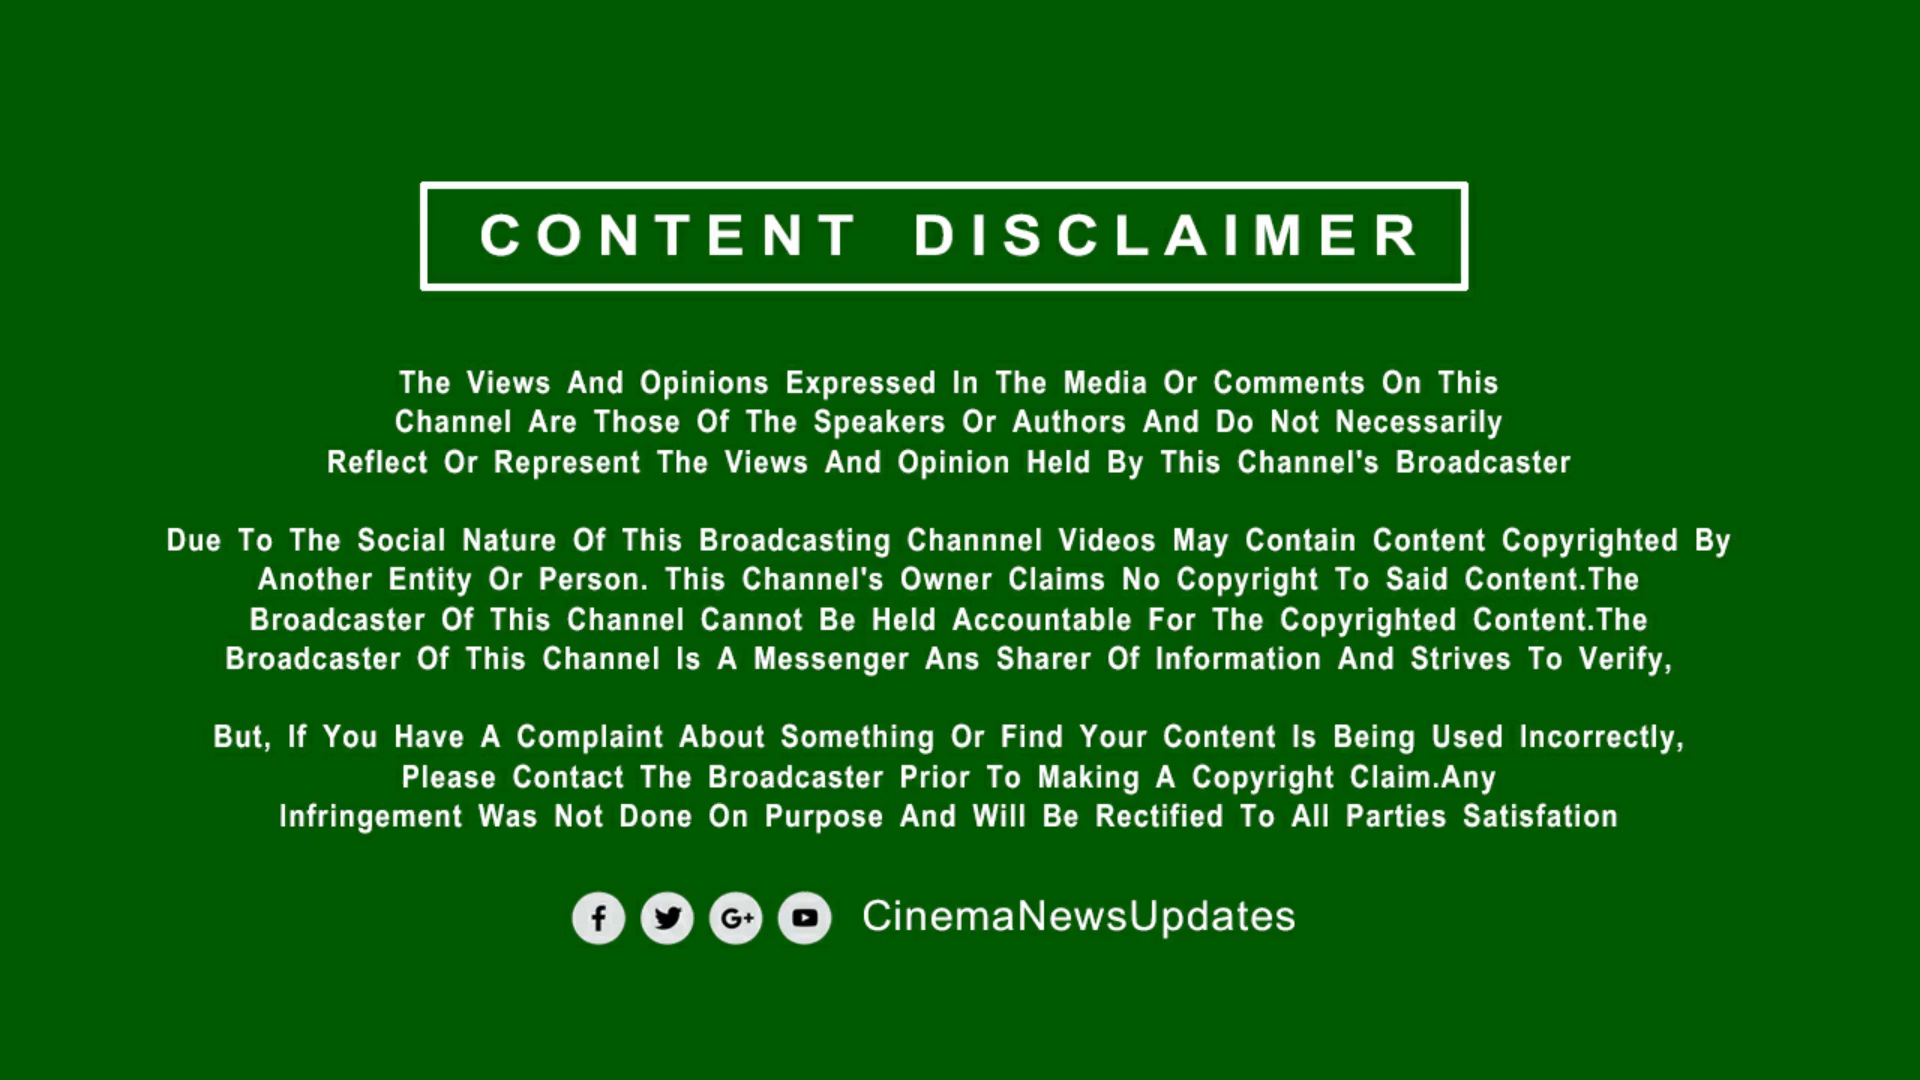 CONTENT DISCLAIMER
The Views And Opinions Expressed In The Media Or Comments On This
Channel Are Those Of The Speakers Or Authors And Do Not Necessarily
Reflect Or Represent The Views And Opinion Held By This Channel's Broadcaster
Due To The Social Nature Of This Broadcasting Channnel Videos May Contain Content Copyrighted By
Another Entity Or Person. This Channel's Owner Claims No Copyright To Said Content.The
Broadcaster Of This Channel Cannot Be Held Accountable For The Copyrighted Content.The
Broadcaster Of This Channel Is A Messenger Ans Sharer Of Information And Strives To Verify,
But, If You Have A Complaint About Something Or Find Your Content Is Being Used Incorrectly,
Please Contact The Broadcaster Prior To Making A Copyright Claim.Any
Infringement Was Not Done On Purpose And Will Be Rectified To All Parties Satisfation
f G+ CinemaNewsUpdates